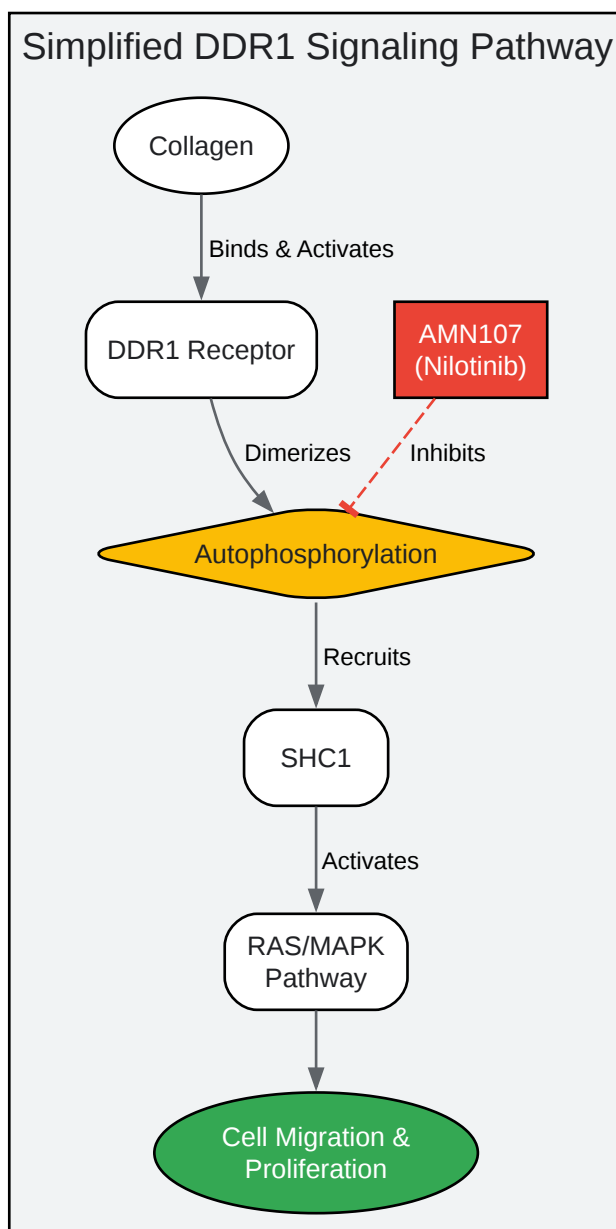 Simplified DDR1 Signaling Pathway
Collagen
Binds & Activates
DDR1 Receptor
AMN107
(Nilotinib)
Dimerizes
Inhibits
Autophosphorylation
Recruits
SHC1
Activates
RAS/MAPK
Pathway
Cell Migration &
Proliferation